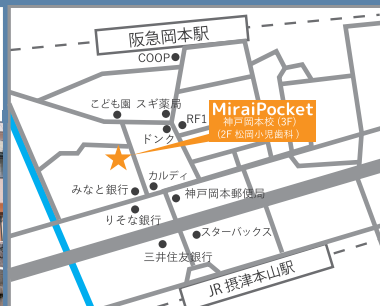 阪急岡本駅
COOP
こども園
スギ薬局
RF1
ドンク
MiraiPocket
神戸岡本校(3F)
(2F 松岡小児歯科)
みなと銀行
カルディ
神戸岡本郵便局
りそな銀行
スターバックス
三井住友銀行
JR 摂津本山駅